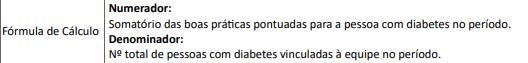 Fórmula de Cálculo
Numerador:
Somatório das boas práticas pontuadas para a pessoa com diabetes no período.
Denominador:
Nº total de pessoas com diabetes vinculadas à equipe no período.